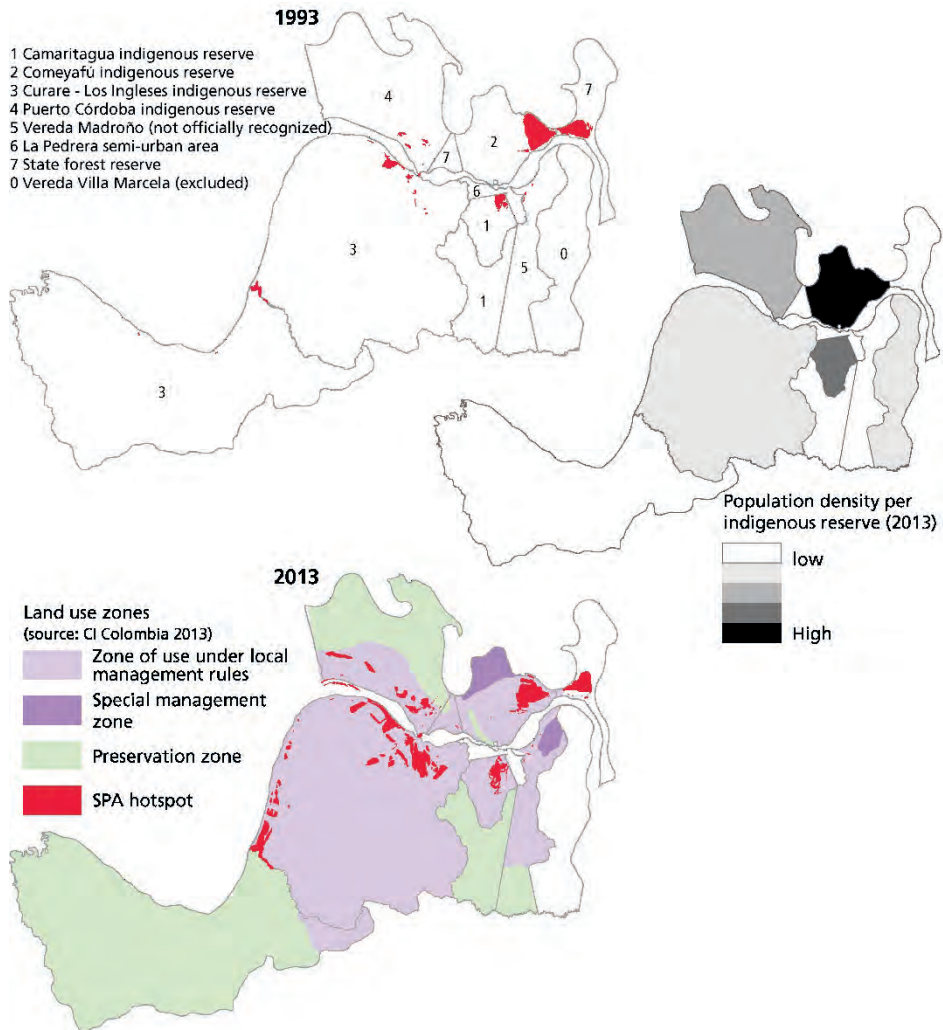 1993
1 Camaritagua indigenous reserve
2 Comeyafú indigenous reserve
3 Curare - Los Ingleses indigenous reserve
4 Puerto Córdoba indigenous reserve
5 Vereda Madroño (not officially recognized)
6 La Pedrera semi-urban area
7 State forest reserve
0 Vereda Villa Marcela (excluded)
4
7
2
7
6
1
3
5
0
1
3
Population density per
indigenous reserve (2013)
low
High
2013
Land use zones
(source: CI Colombia 2013)
Zone of use under local
management rules
Special management
zone
Preservation zone
SPA hotspot